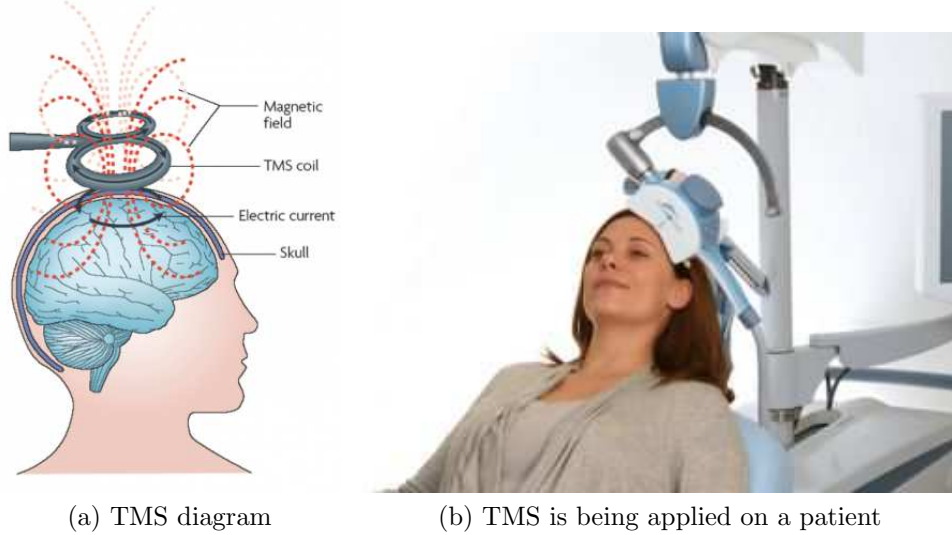 Magnetic
field
TMS coil
Electric current
Skull
(a) TMS diagram
(b) TMS is being applied on a patient